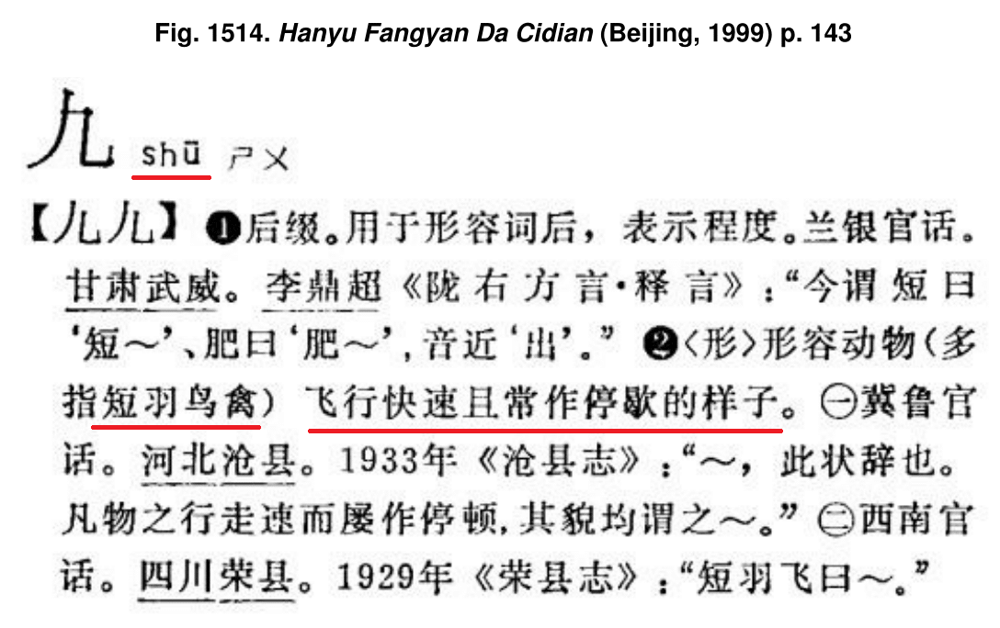 Fig. 1514. Hanyu Fangyan Da Cidian (Beijing, 1999) p. 143
𠘧 shū ㄕㄨ
【𠘧𠘧】❶后缀。用于形容词后，表示程度。兰银官话。
甘肃武威。李鼎超《陇右方言·释言》：“今谓短曰
‘短～’、肥曰‘肥～’，音近‘出’。” ❷〈形〉形容动物（多
指短羽鸟禽）飞行快速且常作停歇的样子。㊀冀鲁官
话。河北沧县。1933年《沧县志》：“～，此状辞也。
凡物之行走速而屡作停顿，其貌均谓之～。” ㊁西南官
话。四川荣县。1929年《荣县志》：“短羽飞曰～。”